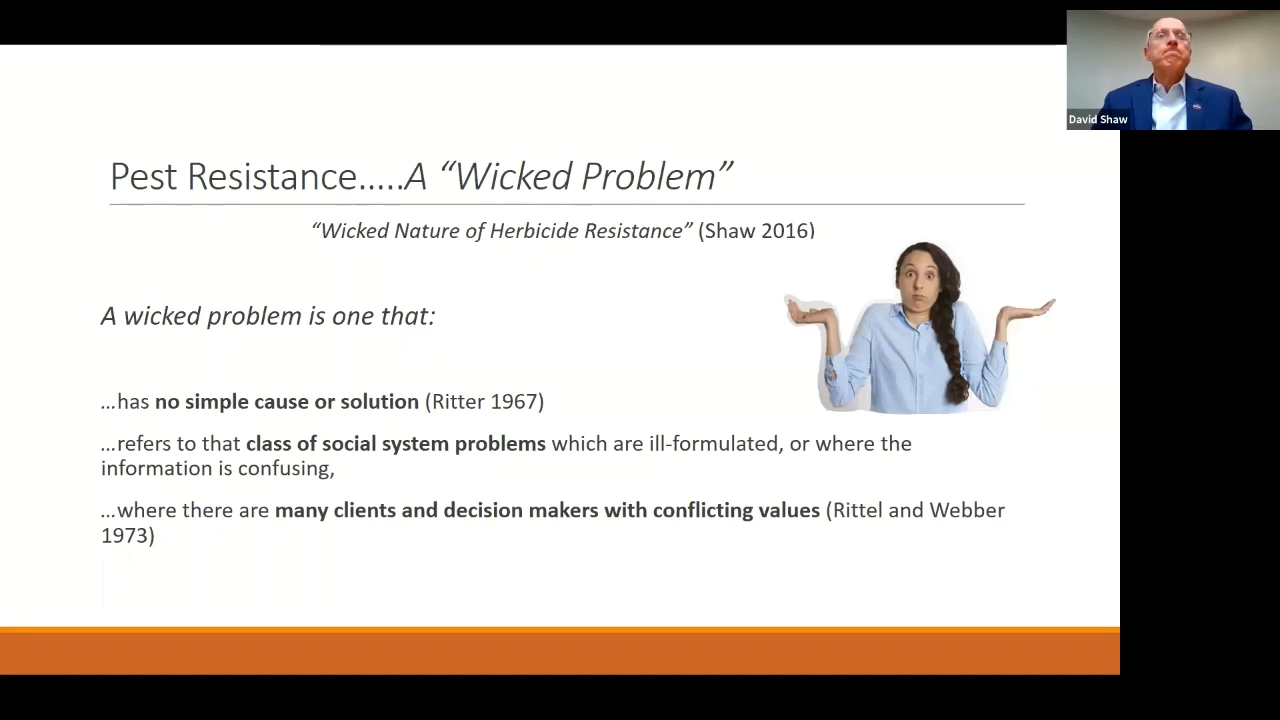 Pest Resistance.....A “Wicked Problem”
“Wicked Nature of Herbicide Resistance” (Shaw 2016)
A wicked problem is one that:
...has no simple cause or solution (Ritter 1967)
...refers to that class of social system problems which are ill-formulated, or where the
information is confusing,
...where there are many clients and decision makers with conflicting values (Rittel and Webber
1973)
David Shaw